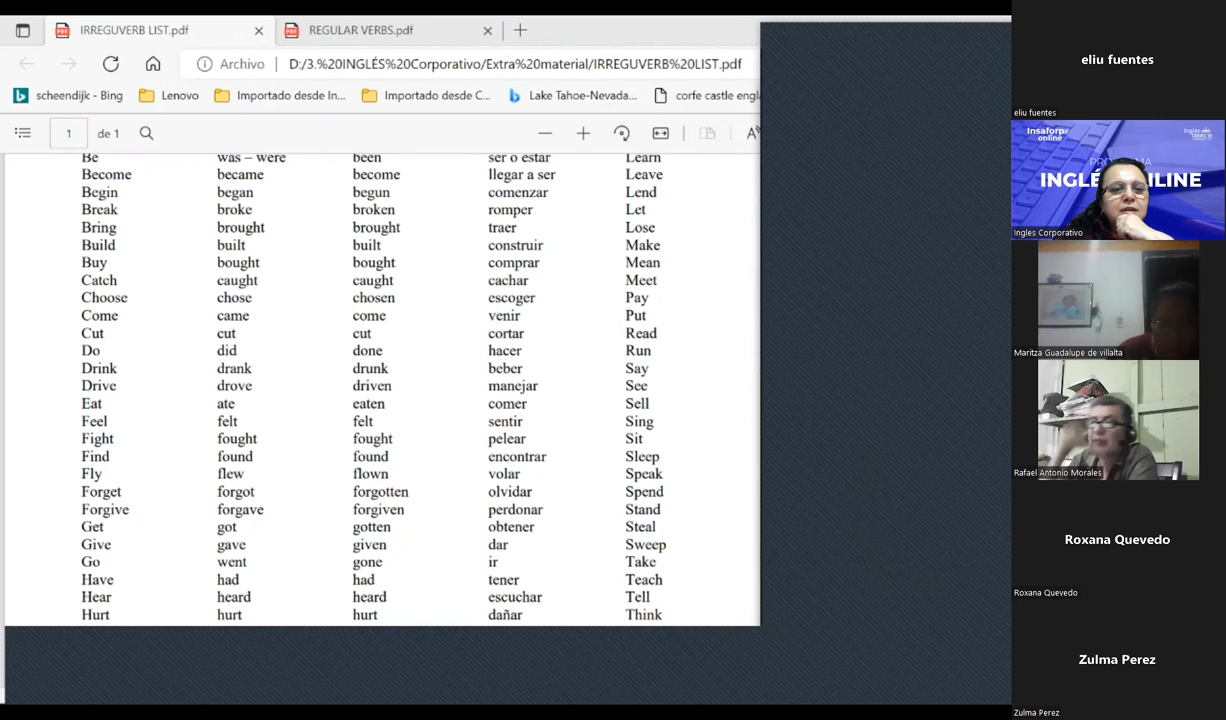 IRREGUVERB LIST.pdf
REGULAR VERBS.pdf
Archivo D:/3.%20INGLÉS%20Corporativo/Extra%20material/IRREGUVERB%20LIST.pdf
scheendijk - Bing Lenovo Importado desde In... Importado desde C... Lake Tahoe-Nevada... corfe castle engl
1 de 1
Be was – were been ser o estar Learn
Become became become llegar a ser Leave
Begin began begun comenzar Lend
Break broke broken romper Let
Bring brought brought traer Lose
Build built built construir Make
Buy bought bought comprar Mean
Catch caught caught cachar Meet
Choose chose chosen escoger Pay
Come came come venir Put
Cut cut cut cortar Read
Do did done hacer Run
Drink drank drunk beber Say
Drive drove driven manejar See
Eat ate eaten comer Sell
Feel felt felt sentir Sing
Fight fought fought pelear Sit
Find found found encontrar Sleep
Fly flew flown volar Speak
Forget forgot forgotten olvidar Spend
Forgive forgave forgiven perdonar Stand
Get got gotten obtener Steal
Give gave given dar Sweep
Go went gone ir Take
Have had had tener Teach
Hear heard heard escuchar Tell
Hurt hurt hurt dañar Think
eliu fuentes
eliu fuentes
Insaforp
online
Ingles Corporativo
Maritza Guadalupe de villalta
Rafael Antonio Morales
Roxana Quevedo
Roxana Quevedo
Zulma Perez
Zulma Perez